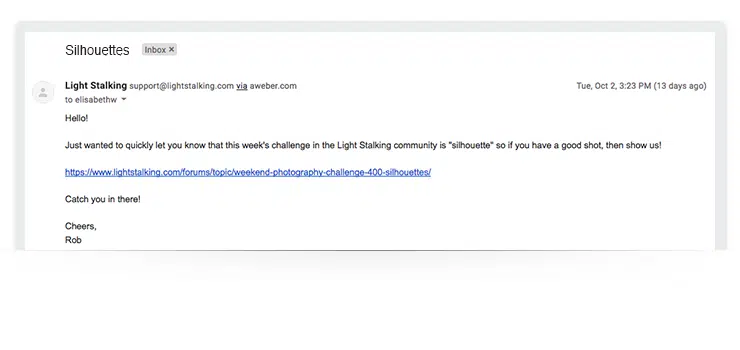 Silhouettes Inbox ×
Light Stalking support@lightstalking.com via aweber.com Tue, Oct 2, 3:23 PM (13 days ago)
to elisabethw
Hello!
Just wanted to quickly let you know that this week's challenge in the Light Stalking community is "silhouette" so if you have a good shot, then show us!
https://www.lightstalking.com/forums/topic/weekend-photography-challenge-400-silhouettes/
Catch you in there!
Cheers,
Rob